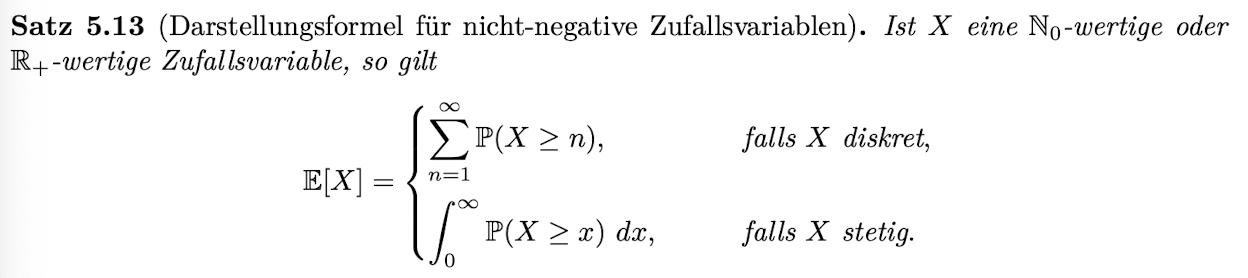 Satz 5.13 (Darstellungsformel für nicht-negative Zufallsvariablen). Ist X eine ℕ₀-wertige oder
ℝ₊-wertige Zufallsvariable, so gilt
𝔼[X] = { ∑_{n=1}^{∞} ℙ(X ≥ n), falls X diskret,
∫_0^∞ ℙ(X ≥ x) dx, falls X stetig.